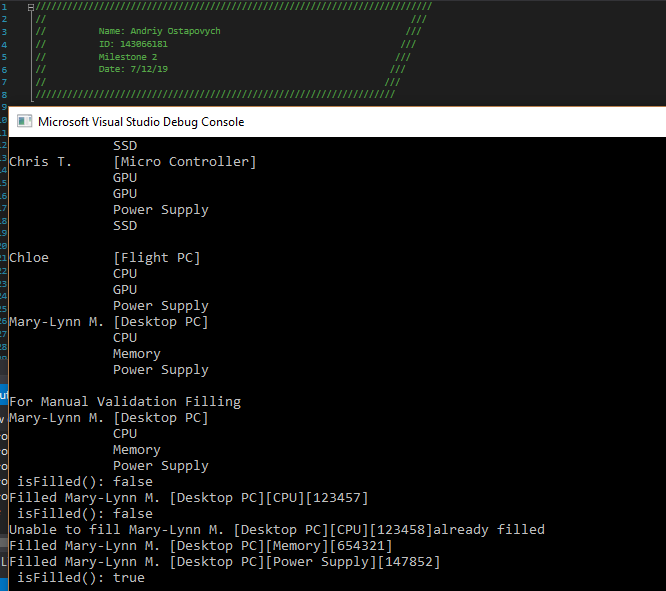 1 ////////////////////////////////////////////////////////////////////////////
2 // ///
3 // Name: Andriy Ostapovych ///
4 // ID: 143066181 ///
5 // Milestone 2 ///
6 // Date: 7/12/19 ///
7 // ///
8 /////////////////////////////////////////////////////////////////////
Microsoft Visual Studio Debug Console
SSD
Chris T. [Micro Controller]
GPU
GPU
Power Supply
SSD
Chloe [Flight PC]
CPU
GPU
Power Supply
Mary-Lynn M. [Desktop PC]
CPU
Memory
Power Supply
For Manual Validation Filling
Mary-Lynn M. [Desktop PC]
CPU
Memory
Power Supply
isFilled(): false
Filled Mary-Lynn M. [Desktop PC][CPU][123457]
isFilled(): false
Unable to fill Mary-Lynn M. [Desktop PC][CPU][123458]already filled
Filled Mary-Lynn M. [Desktop PC][Memory][654321]
Filled Mary-Lynn M. [Desktop PC][Power Supply][147852]
isFilled(): true